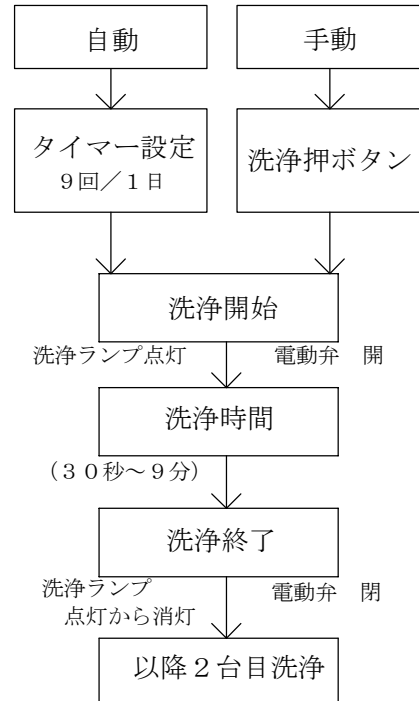 自動
手動
タイマー設定
９回／１日
洗浄押ボタン
洗浄開始
洗浄ランプ点灯
電動弁　開
洗浄時間
（３０秒～９分）
洗浄終了
洗浄ランプ
点灯から消灯
電動弁　閉
以降２台目洗浄